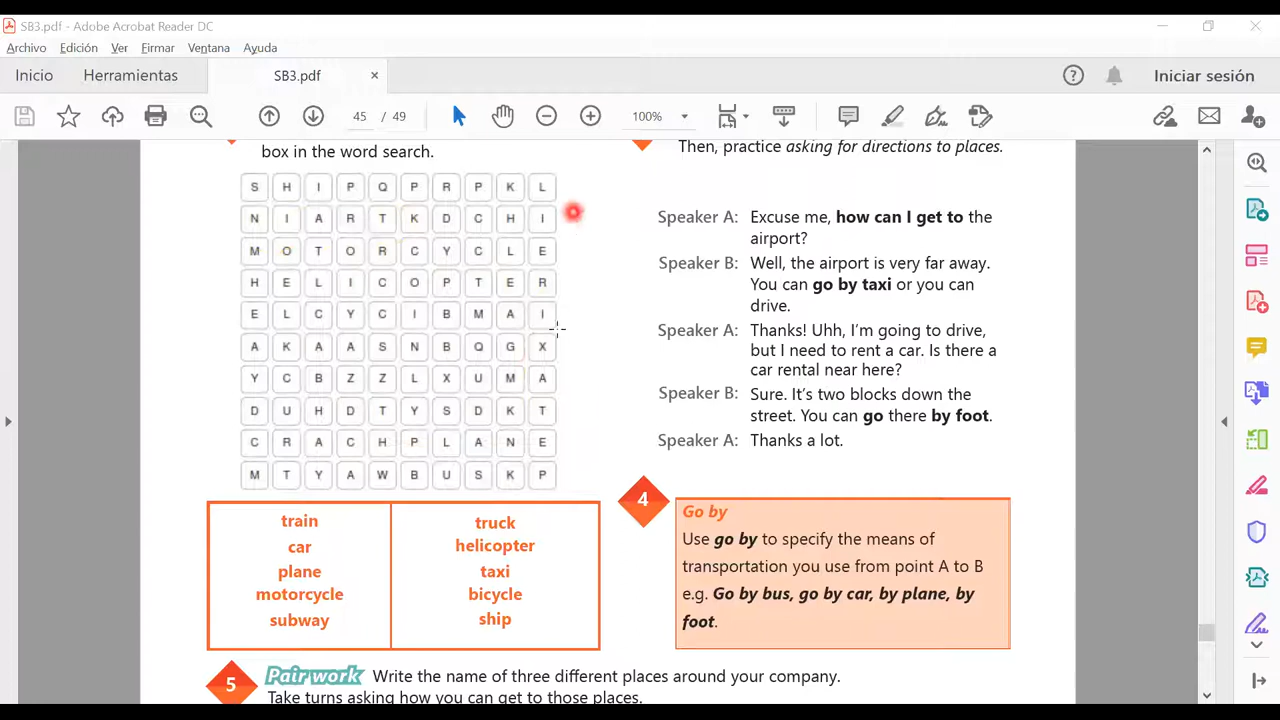 SB3.pdf - Adobe Acrobat Reader DC
Archivo Edición Ver Firmar Ventana Ayuda
Inicio Herramientas SB3.pdf × Iniciar sesión
45 / 49 100%
box in the word search.
S H I P Q P R P K L
N I A R T K D C H I
M O T O R C Y C L E
H E L I C O P T E R
E L C Y C I B M A I
A K A A S N B Q G X
Y C B Z Z L X U M A
D U H D T Y S D K T
C R A C H P L A N E
M T Y A W B U S K P
train
car
plane
motorcycle
subway
truck
helicopter
taxi
bicycle
ship
Then, practice asking for directions to places.
Speaker A: Excuse me, how can I get to the
airport?
Speaker B: Well, the airport is very far away.
You can go by taxi or you can
drive.
Speaker A: Thanks! Uhh, I'm going to drive,
but I need to rent a car. Is there a
car rental near here?
Speaker B: Sure. It's two blocks down the
street. You can go there by foot.
Speaker A: Thanks a lot.
4
Go by
Use go by to specify the means of
transportation you use from point A to B
e.g. Go by bus, go by car, by plane, by
foot.
5 Pair work Write the name of three different places around your company.
Take turns asking how you can get to those places.